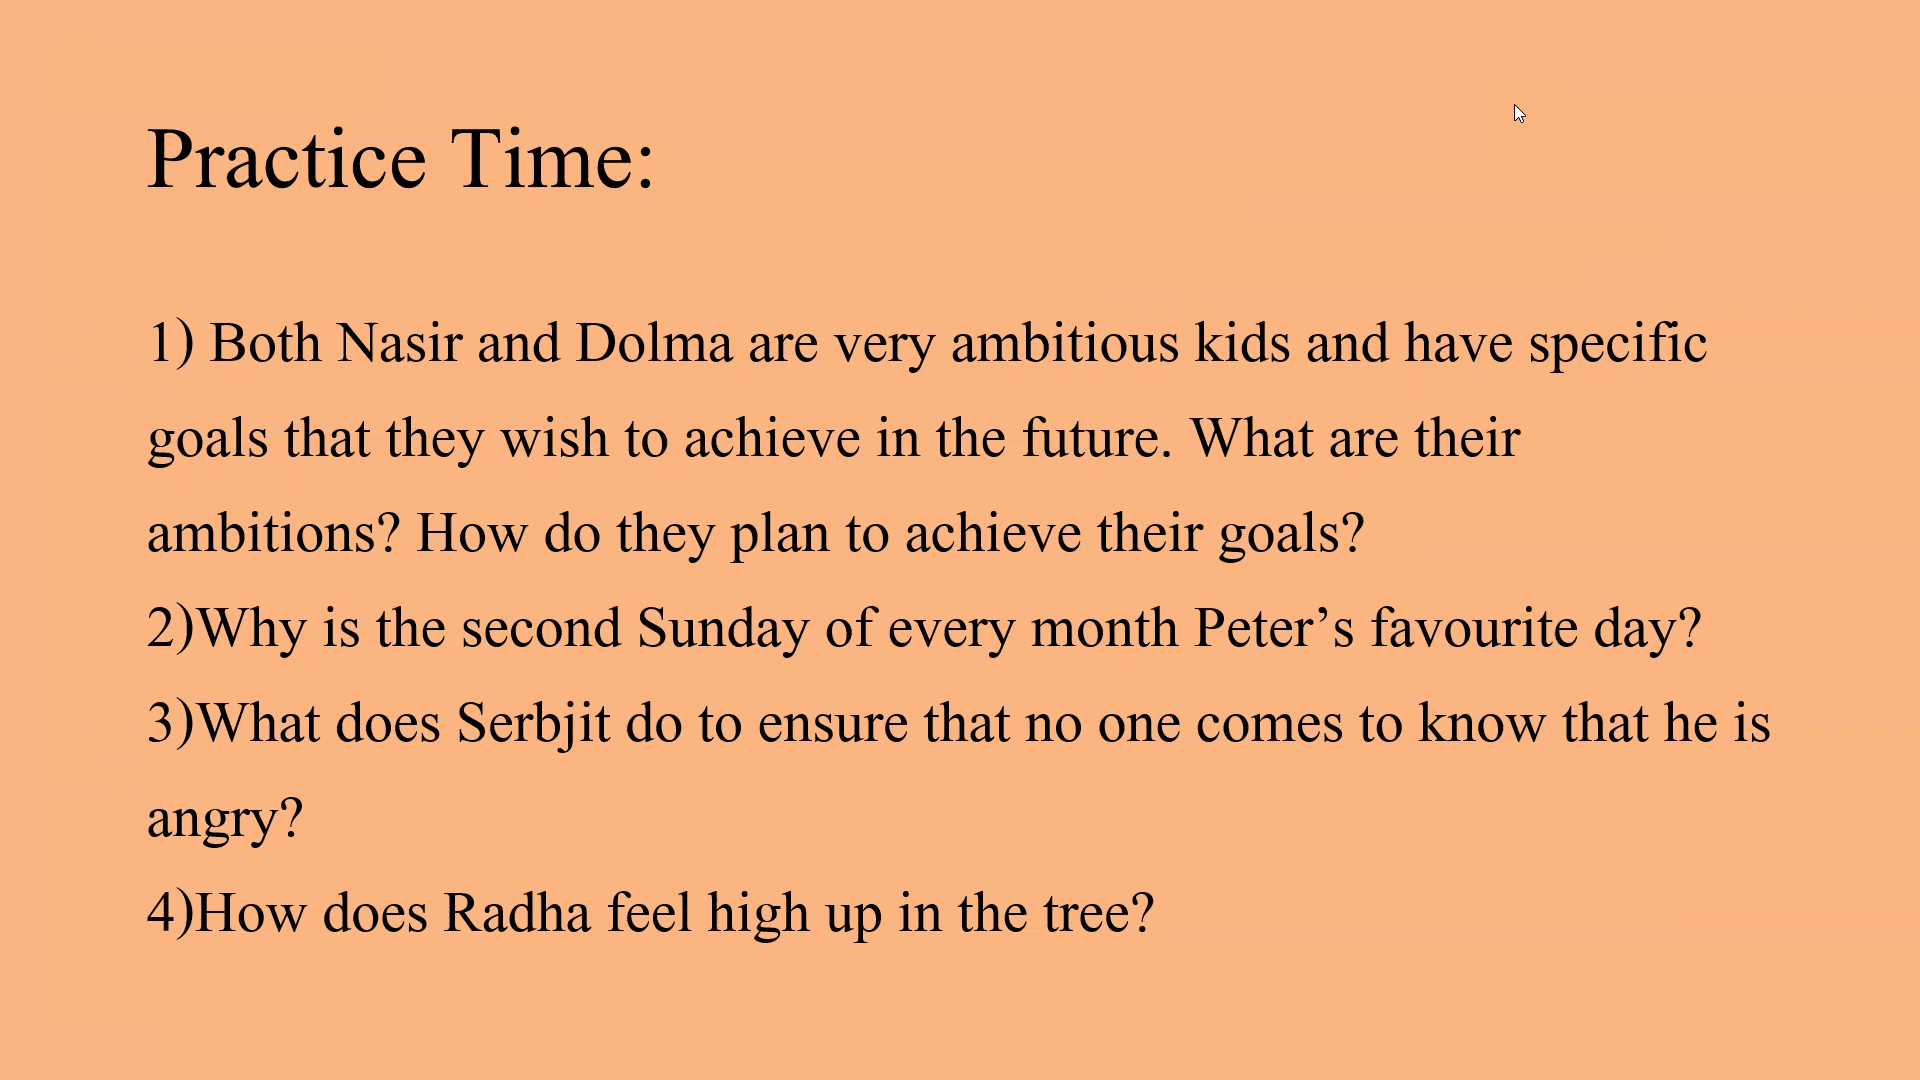 Practice Time:
1) Both Nasir and Dolma are very ambitious kids and have specific
goals that they wish to achieve in the future. What are their
ambitions? How do they plan to achieve their goals?
2)Why is the second Sunday of every month Peter’s favourite day?
3)What does Serbjit do to ensure that no one comes to know that he is
angry?
4)How does Radha feel high up in the tree?